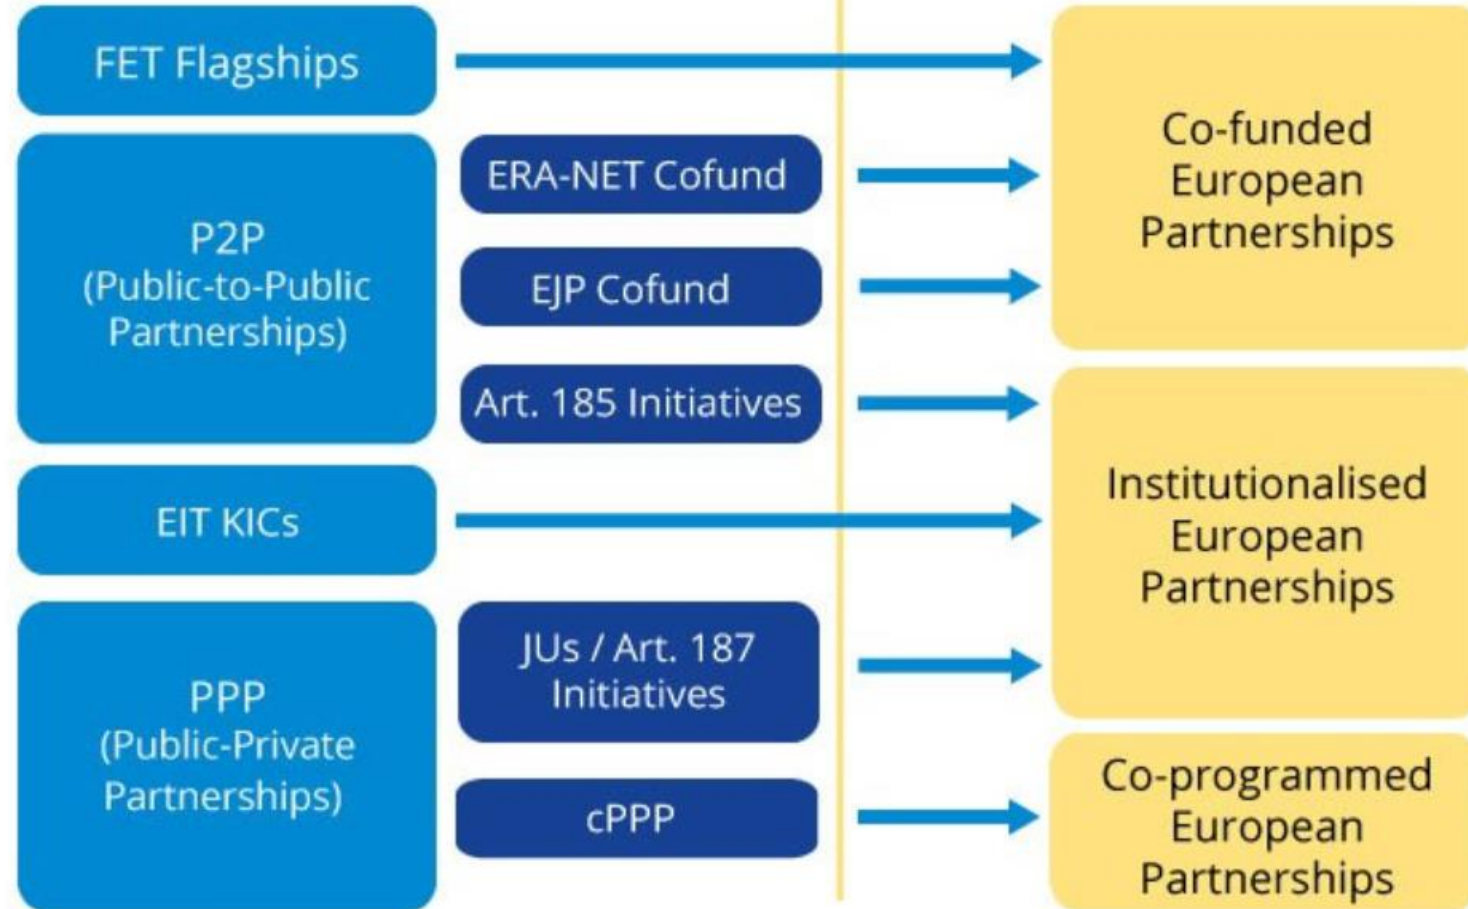 FET Flagships
P2P
(Public-to-Public
Partnerships)
ERA-NET Cofund
EJP Cofund
Art. 185 Initiatives
EIT KICs
PPP
(Public-Private
Partnerships)
JUs / Art. 187
Initiatives
cPPP
Co-funded
European
Partnerships
Institutionalised
European
Partnerships
Co-programmed
European
Partnerships